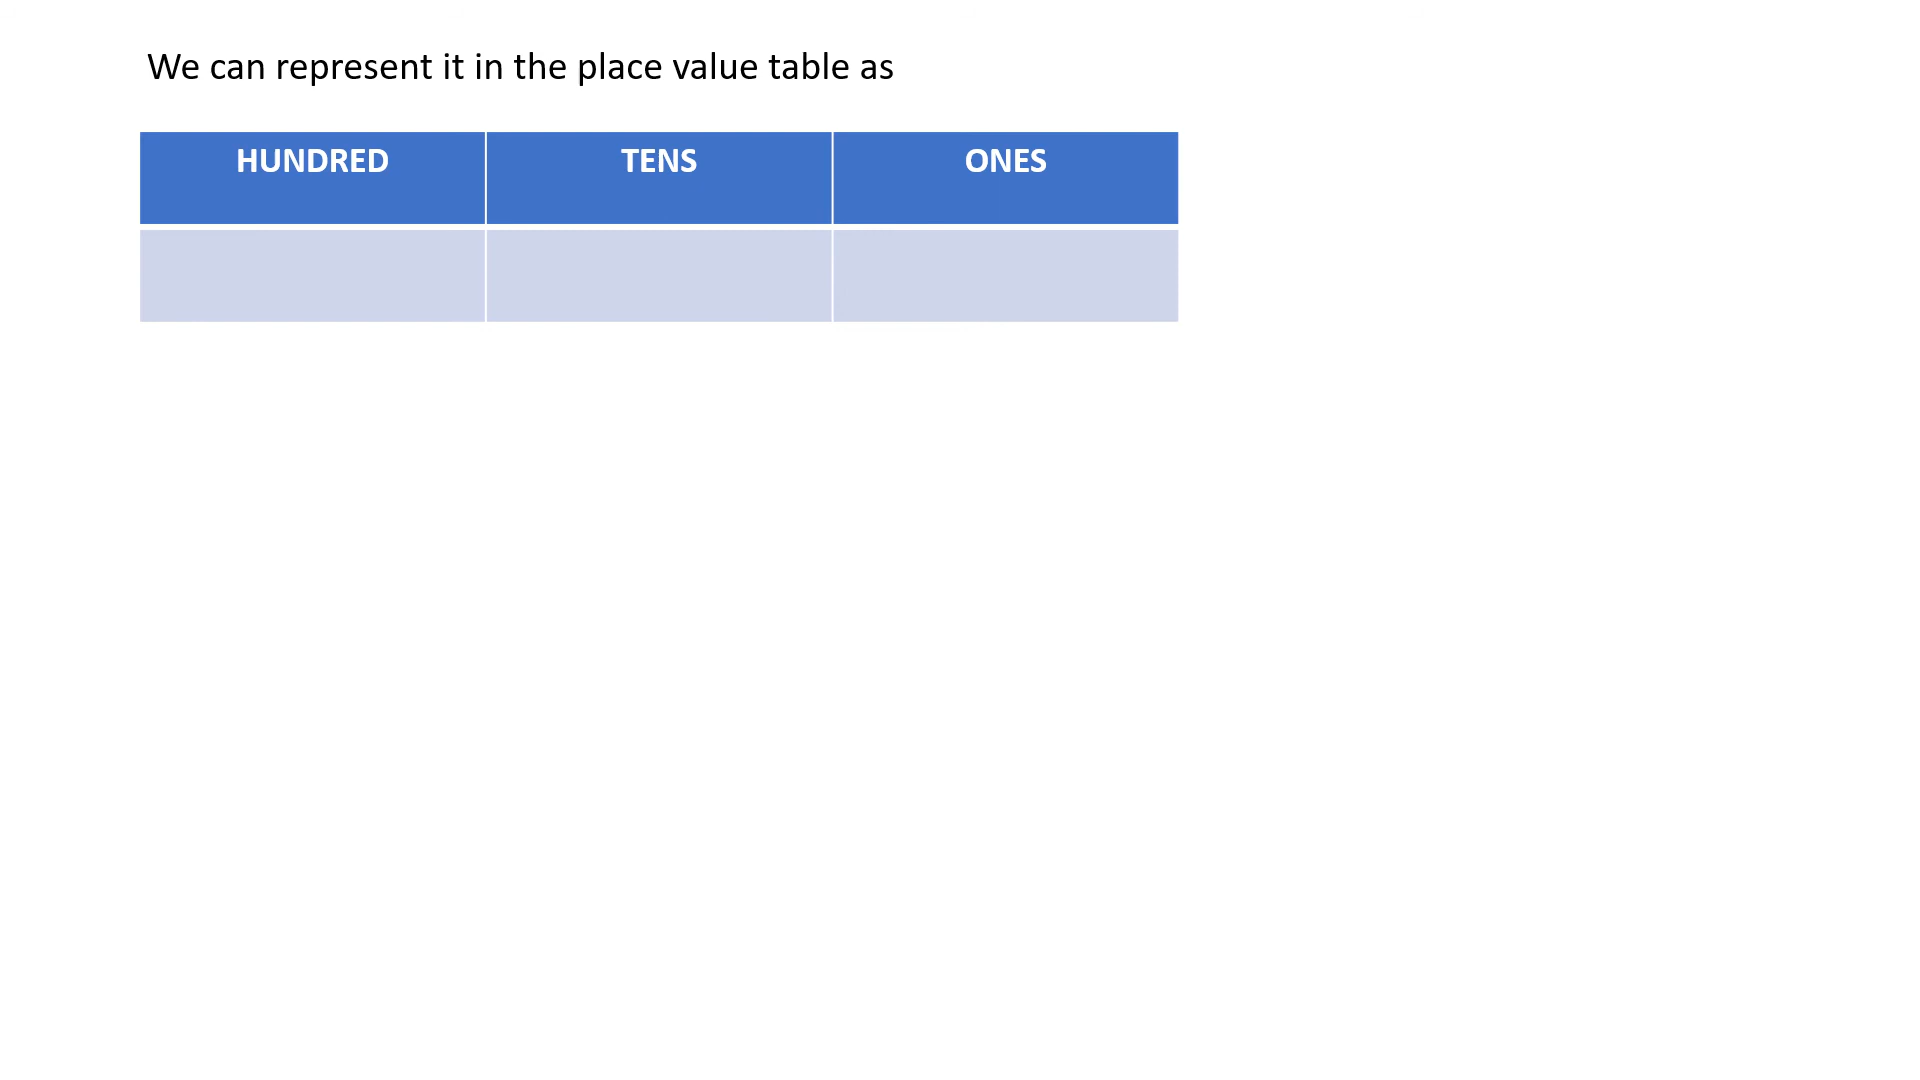 We can represent it in the place value table as
HUNDRED TENS ONES